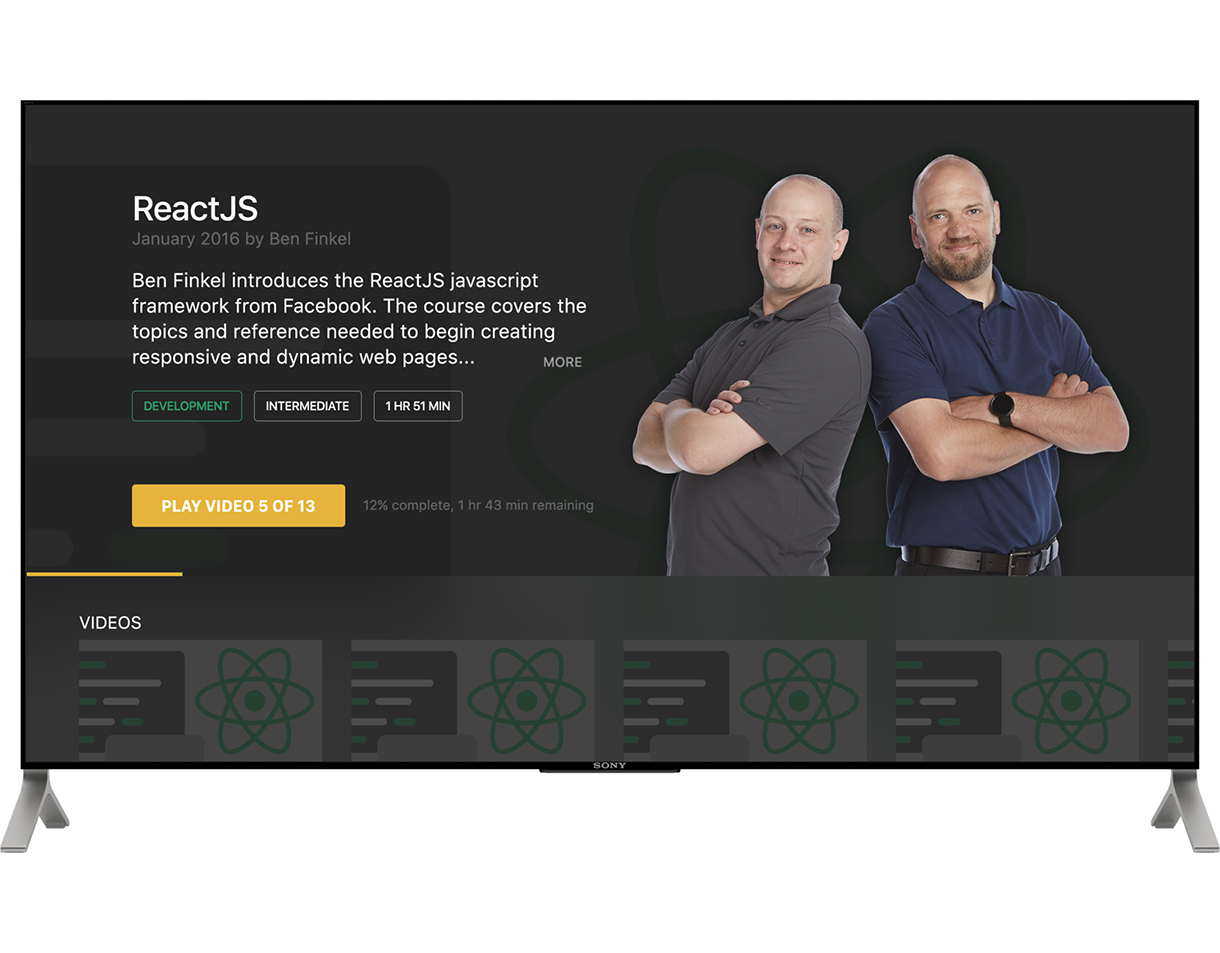 ReactJS
January 2016 by Ben Finkel
Ben Finkel introduces the ReactJS javascript
framework from Facebook. The course covers the
topics and reference needed to begin creating
responsive and dynamic web pages...
MORE
DEVELOPMENT
INTERMEDIATE
1 HR 51 MIN
PLAY VIDEO 5 OF 13
12% complete, 1 hr 43 min remaining
VIDEOS
SONY